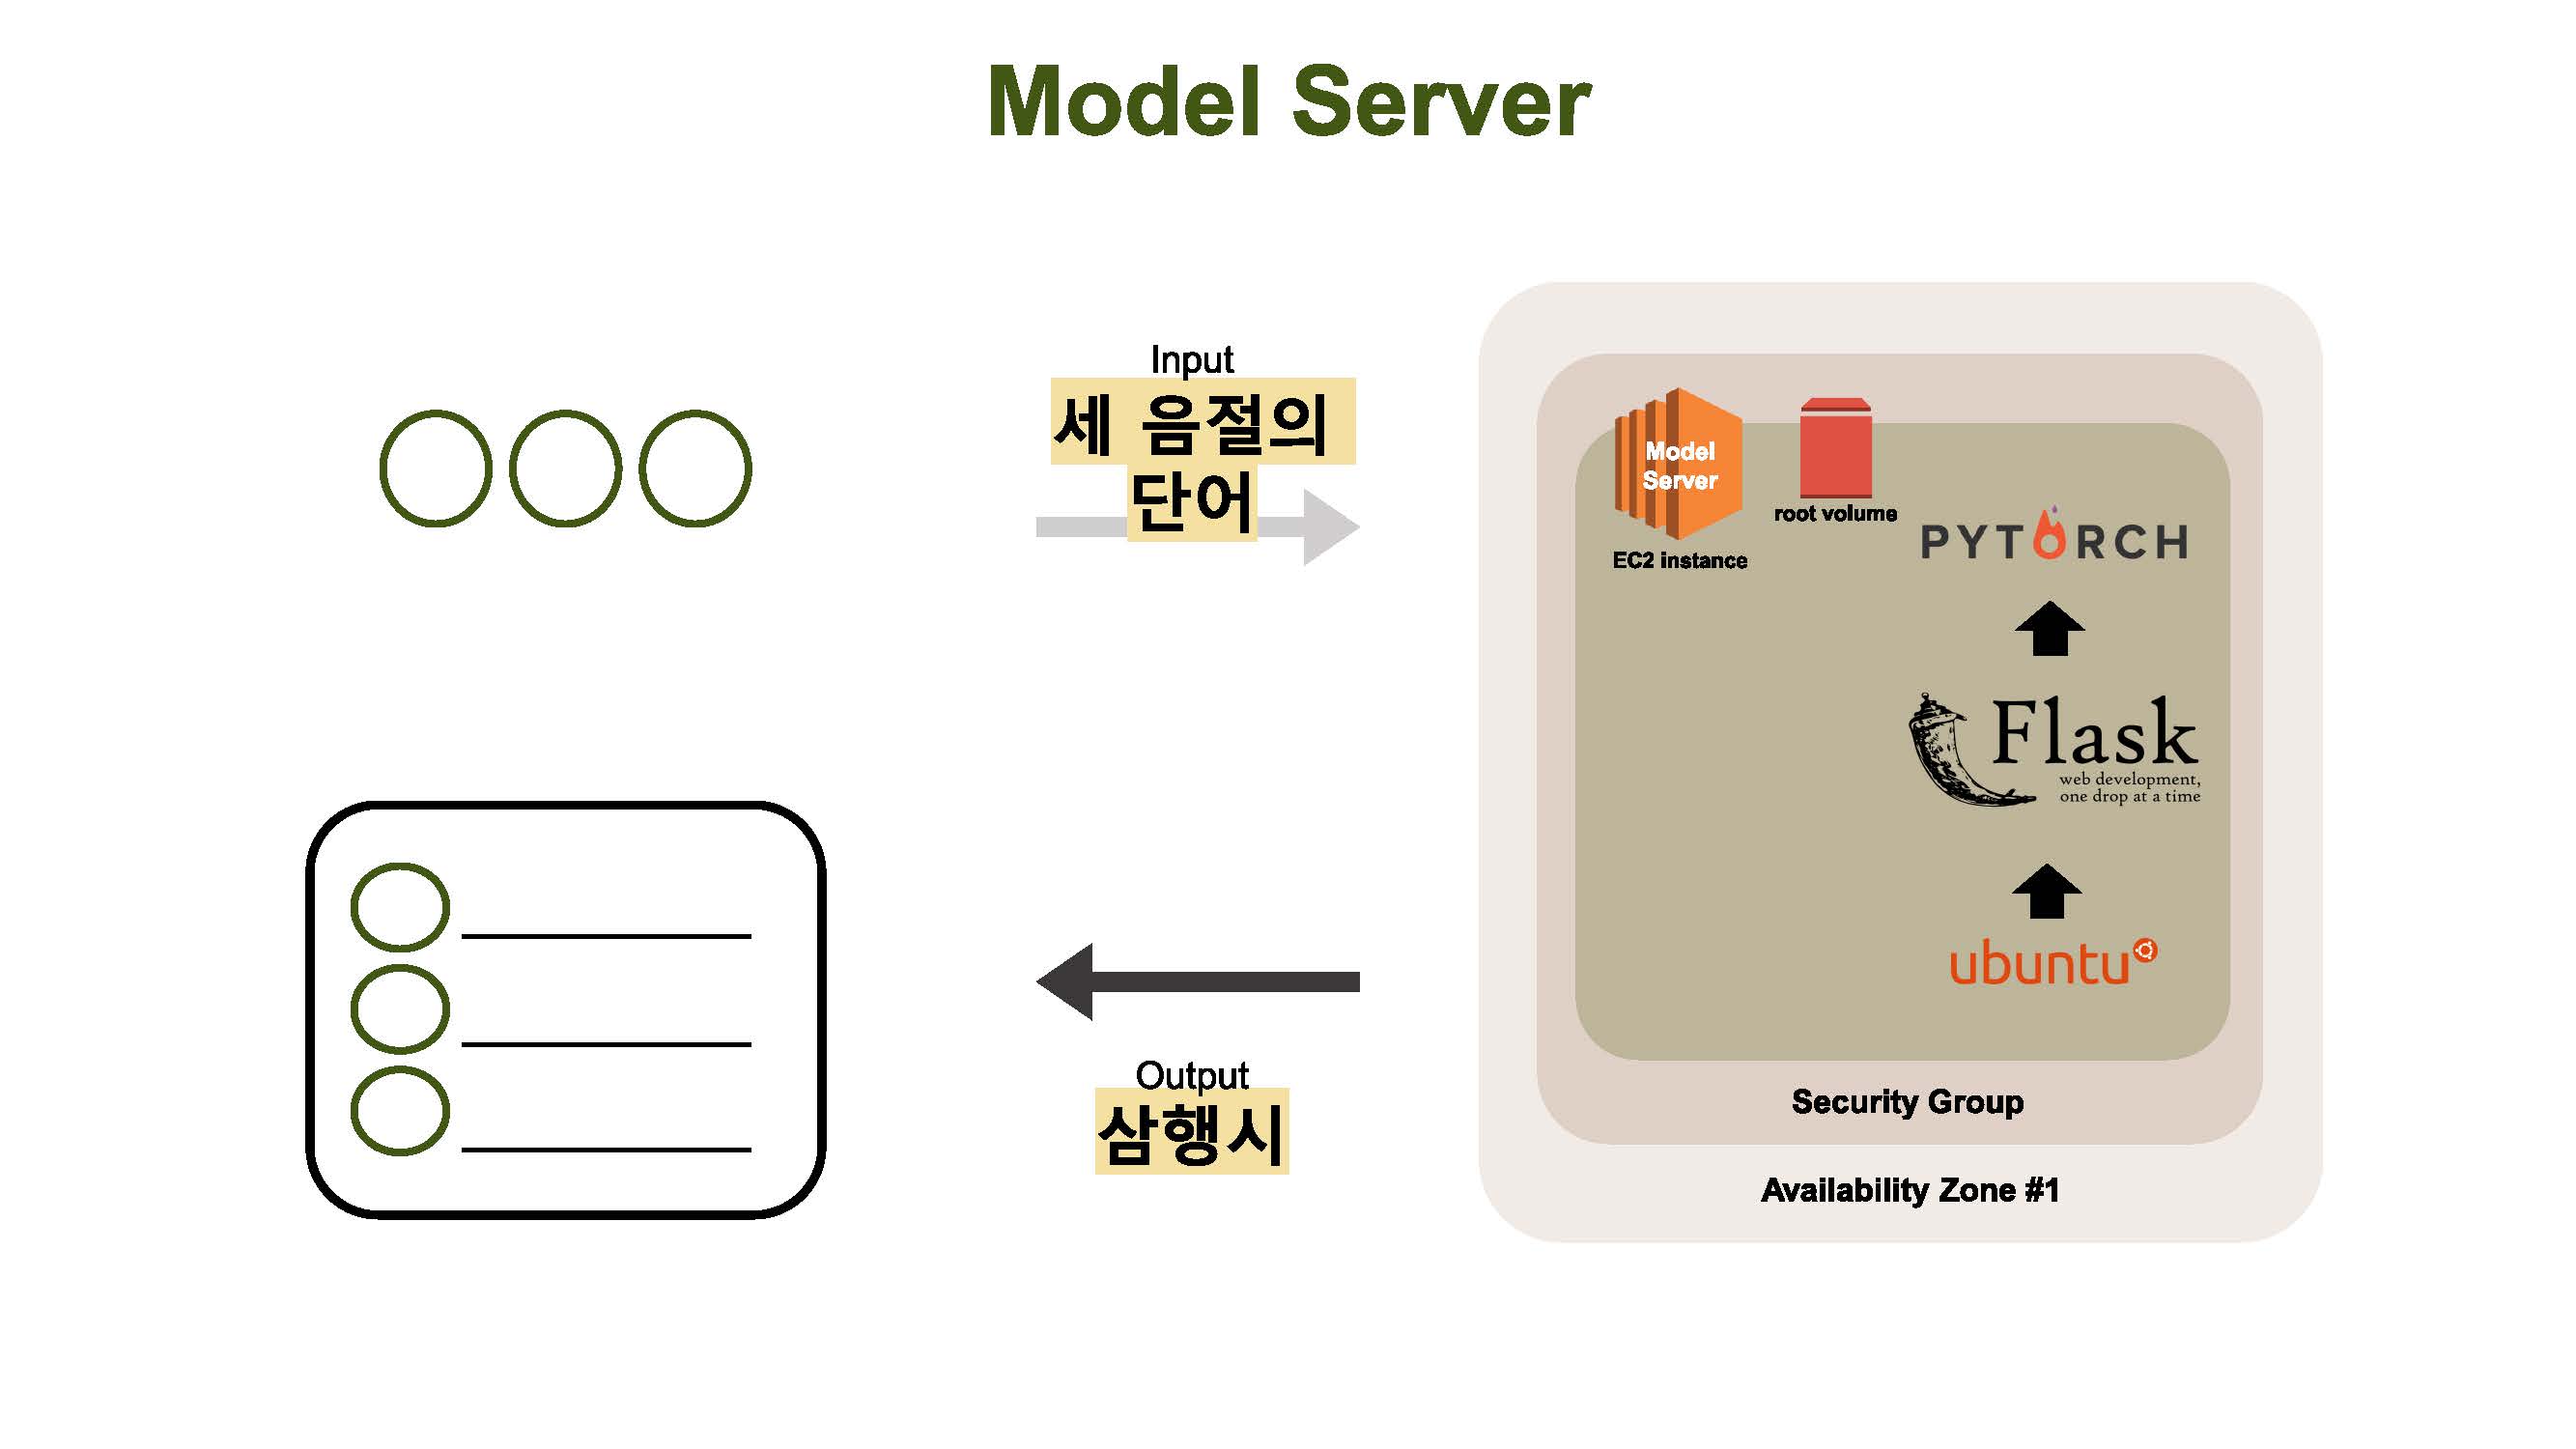 Model Server
Input
세 음절의
단어
Model
Server
EC2 instance
root volume
PYTORCH
Flask
web development,
one drop at a time
ubuntu
Output
삼행시
Security Group
Availability Zone #1